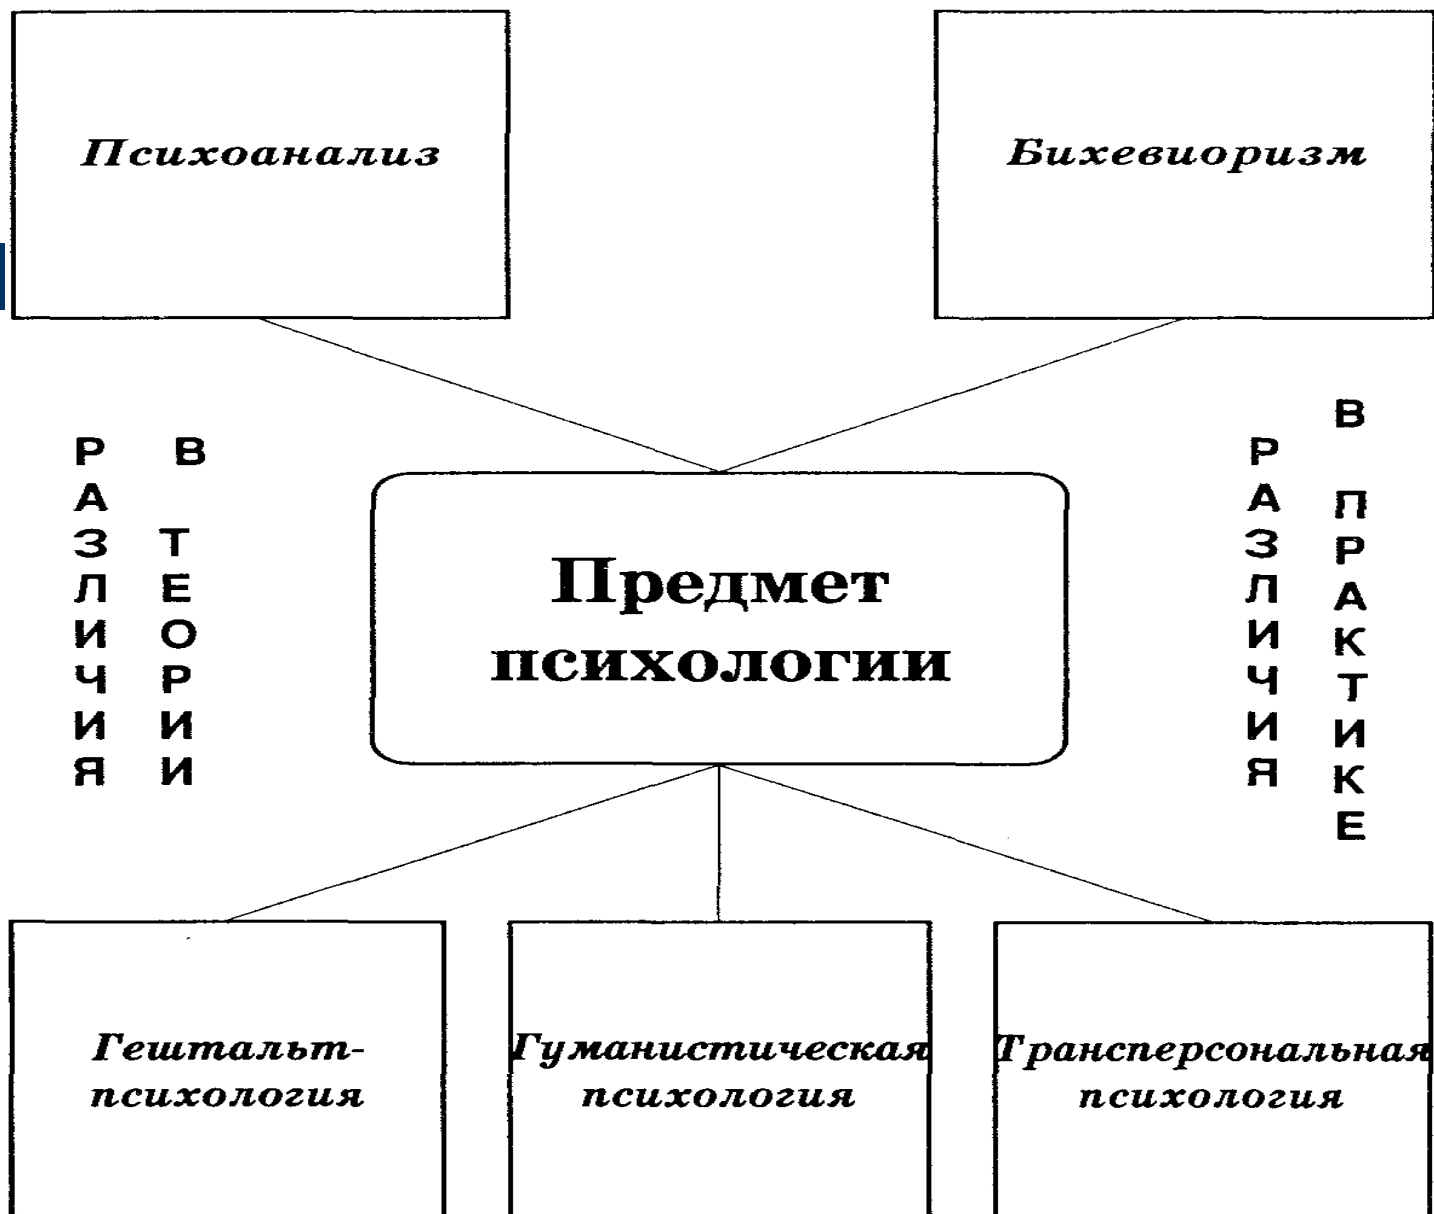 Психоанализ
Бихевиоризм
РАЗЛИЧИЯ
В ТЕОРИИ
Предмет
психологии
РАЗЛИЧИЯ
В ПРАКТИКЕ
Гештальт-
психология
Гуманистическая
психология
Трансперсональная
психология